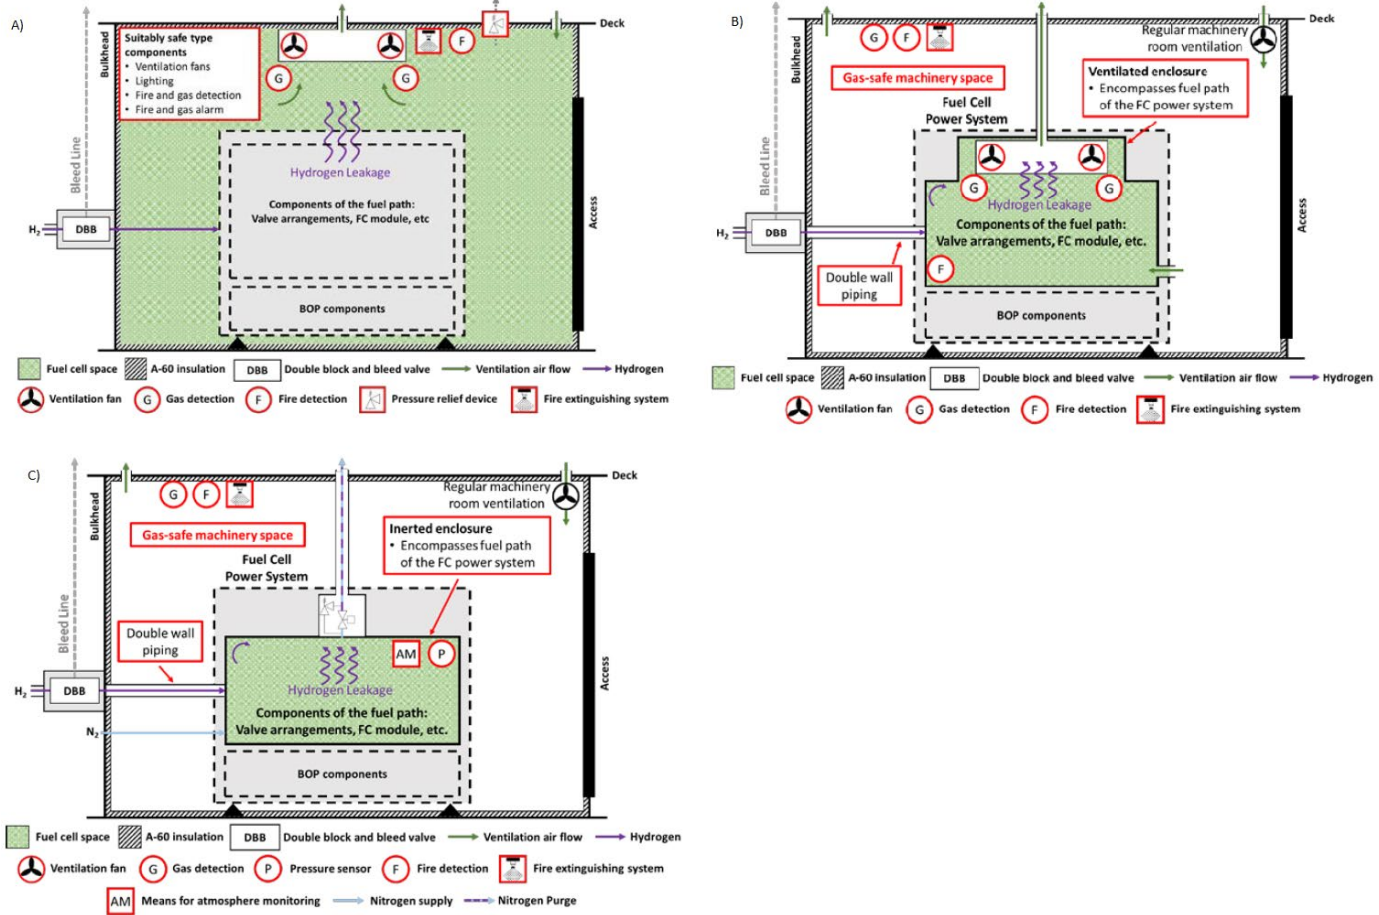 A)
Suitably safe type
components
• Ventilation fans
• Lighting
• Fire and gas detection
• Fire and gas alarm
Bulkhead
Deck
F
G
G
Bleed Line
Hydrogen Leakage
Components of the fuel path:
Valve arrangements, FC module, etc
H2
DBB
Access
BOP components
Fuel cell space
A-60 insulation
DBB
Double block and bleed valve
Ventilation air flow
Hydrogen
Ventilation fan
G
Gas detection
F
Fire detection
Pressure relief device
Fire extinguishing system
B)
Deck
Bulkhead
G
F
Regular machinery
room ventilation
Gas-safe machinery space
Ventilated enclosure
• Encompasses fuel path
of the FC power system
Fuel Cell
Power System
Bleed Line
G
G
Hydrogen Leakage
Components of the fuel path:
Valve arrangements, FC module, etc.
H2
DBB
Access
F
Double wall
piping
BOP components
Fuel cell space
A-60 insulation
DBB
Double block and bleed valve
Ventilation air flow
Hydrogen
Ventilation fan
G
Gas detection
F
Fire detection
Fire extinguishing system
C)
Deck
Bulkhead
G
F
Regular machinery
room ventilation
Gas-safe machinery space
Inerted enclosure
• Encompasses fuel path
of the FC power system
Fuel Cell
Power System
Bleed Line
Double wall
piping
AM
P
Hydrogen Leakage
Components of the fuel path:
Valve arrangements, FC module, etc.
H2
DBB
N2
Access
BOP components
Fuel cell space
A-60 insulation
DBB
Double block and bleed valve
Ventilation air flow
Hydrogen
Ventilation fan
G
Gas detection
P
Pressure sensor
F
Fire detection
Fire extinguishing system
AM
Means for atmosphere monitoring
Nitrogen supply
Nitrogen Purge